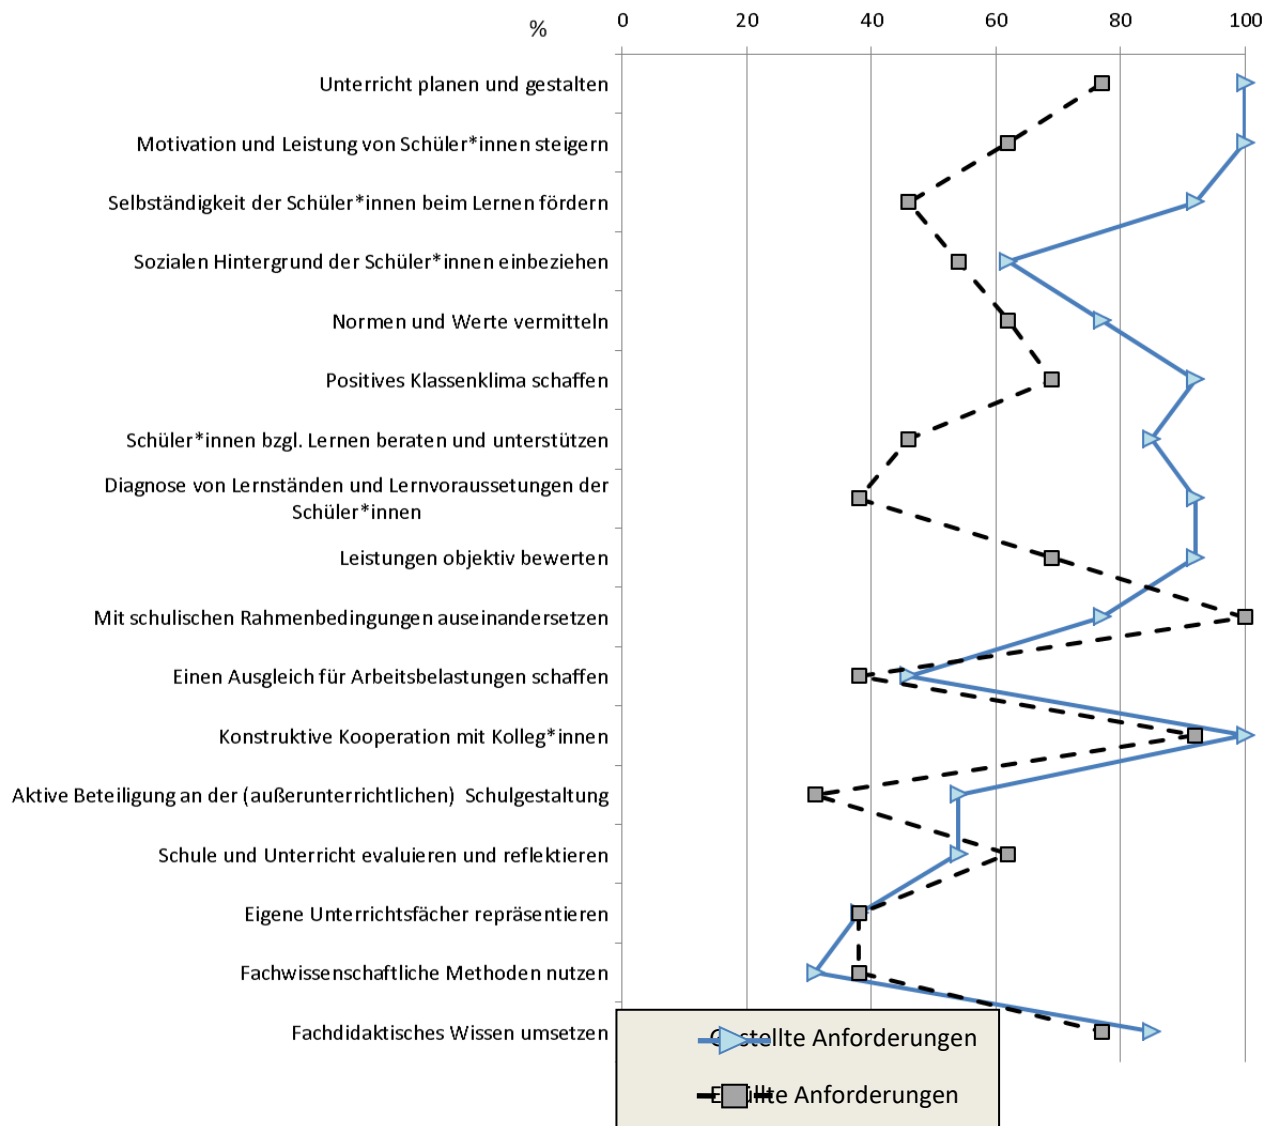 % 0 20 40 60 80 100
Unterricht planen und gestalten
Motivation und Leistung von Schüler*innen steigern
Selbständigkeit der Schüler*innen beim Lernen fördern
Sozialen Hintergrund der Schüler*innen einbeziehen
Normen und Werte vermitteln
Positives Klassenklima schaffen
Schüler*innen bzgl. Lernen beraten und unterstützen
Diagnose von Lernständen und Lernvoraussetungen der
Schüler*innen
Leistungen objektiv bewerten
Mit schulischen Rahmenbedingungen auseinandersetzen
Einen Ausgleich für Arbeitsbelastungen schaffen
Konstruktive Kooperation mit Kolleg*innen
Aktive Beteiligung an der (außerunterrichtlichen) Schulgestaltung
Schule und Unterricht evaluieren und reflektieren
Eigene Unterrichtsfächer repräsentieren
Fachwissenschaftliche Methoden nutzen
Fachdidaktisches Wissen umsetzen
Gestellte Anforderungen
Erfüllte Anforderungen